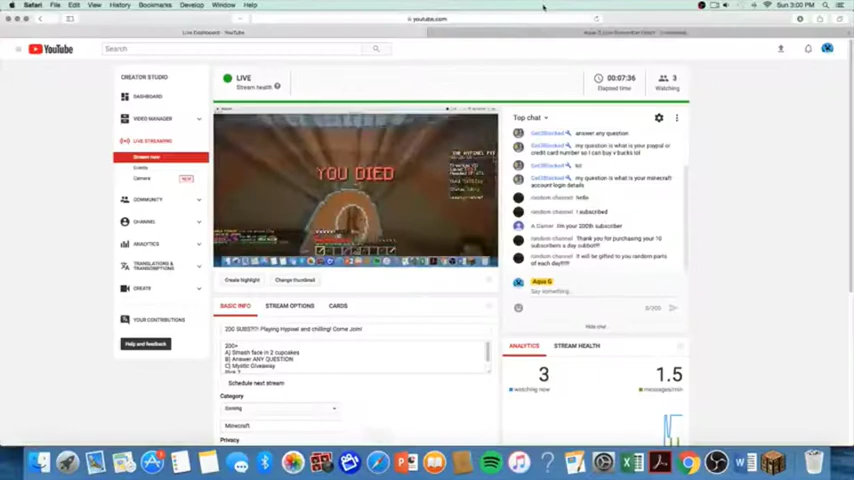 Safari File Edit View History Bookmarks Develop Window Help
Sun 3:00 PM
youtube.com
Live Dashboard - YouTube
YouTube
Search
CREATOR STUDIO
DASHBOARD
VIDEO MANAGER
LIVE STREAMING
Stream now
Events
Camera NEW
COMMUNITY
CHANNEL
ANALYTICS
TRANSLATIONS &
TRANSCRIPTIONS
CREATE
YOUR CONTRIBUTIONS
Help and feedback
LIVE
Stream health ?
00:07:36
Elapsed time
3
Watching
YOU DIED
THE HYPIXEL PIT
Create highlight
Change thumbnail
BASIC INFO STREAM OPTIONS CARDS
200 SUBS?!? Playing Hypixel and chilling! Come Join!
200=
A) Smash face in 2 cupcakes
B) Answer ANY QUESTION
C) Mystic Giveaway
Schedule next stream
Category
Gaming
Minecraft
Privacy
Top chat
answer any question
my question is what is your paypal or
credit card number so I can buy v bucks lol
lol
my question is what is your minecraft
account login details
random channel hello
random channel I subscribed
A Gamer I'm your 200th subscriber
random channel Thank you for purchasing your 10
subscribers a day subbot!!!
random channel It will be gifted to you random parts
of each day!!!!!!
Aqua G
Say something...
0/200
Hide chat
ANALYTICS STREAM HEALTH
3
watching now
1.5
messages/min